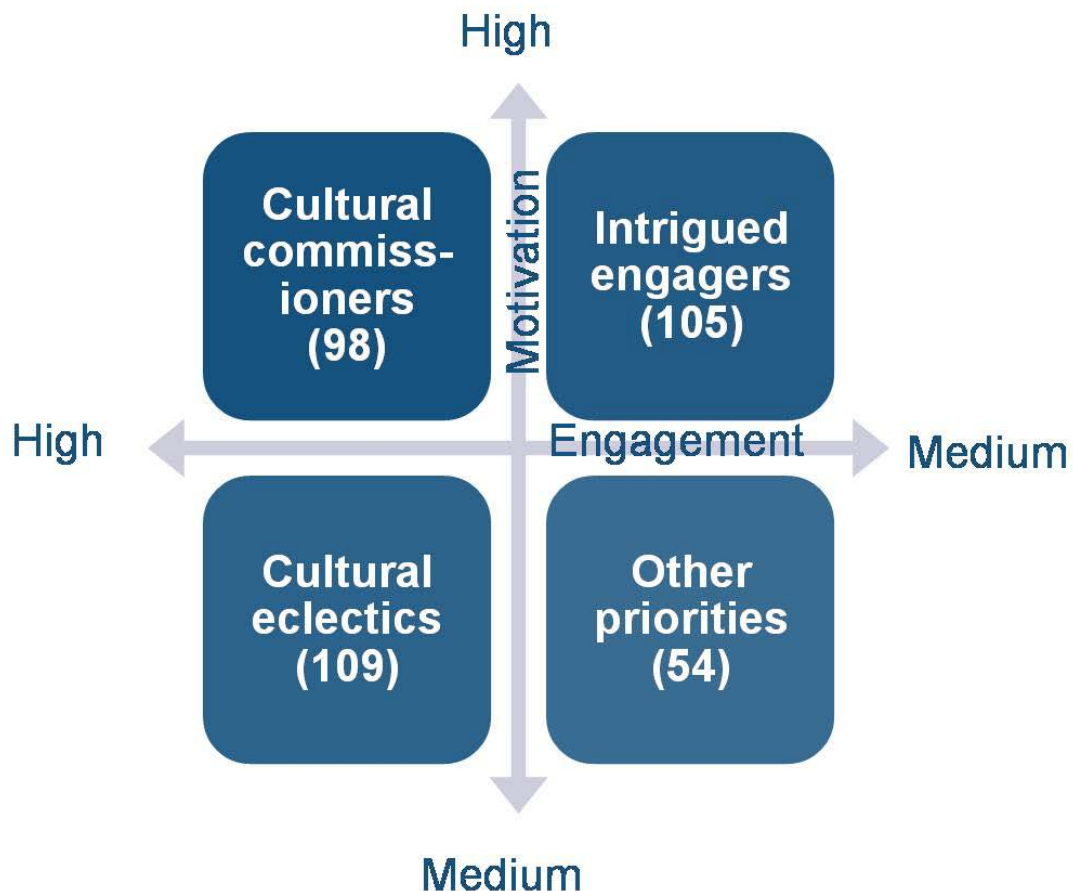 High
Cultural
commiss-
ioners
(98)
Motivation
Intrigued
engagers
(105)
High
Engagement
Medium
Cultural
eclectics
(109)
Other
priorities
(54)
Medium